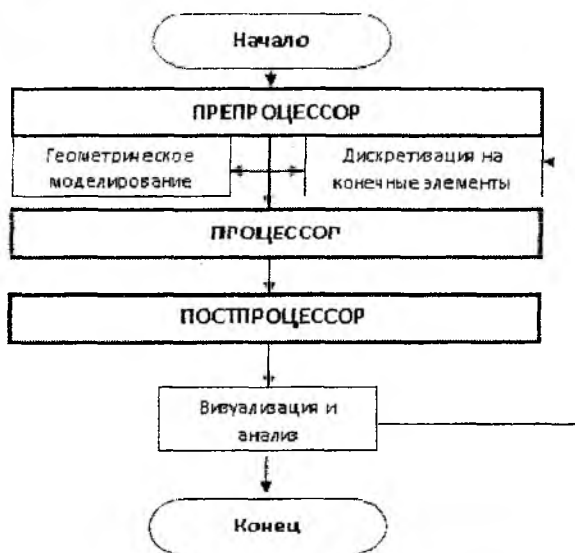 Начало
ПРЕПРОЦЕССОР
Геометрическое
моделирование
Дискретизация на
конечные элементы
ПРОЦЕССОР
ПОСТПРОЦЕССОР
Визуализация и
анализ
Конец